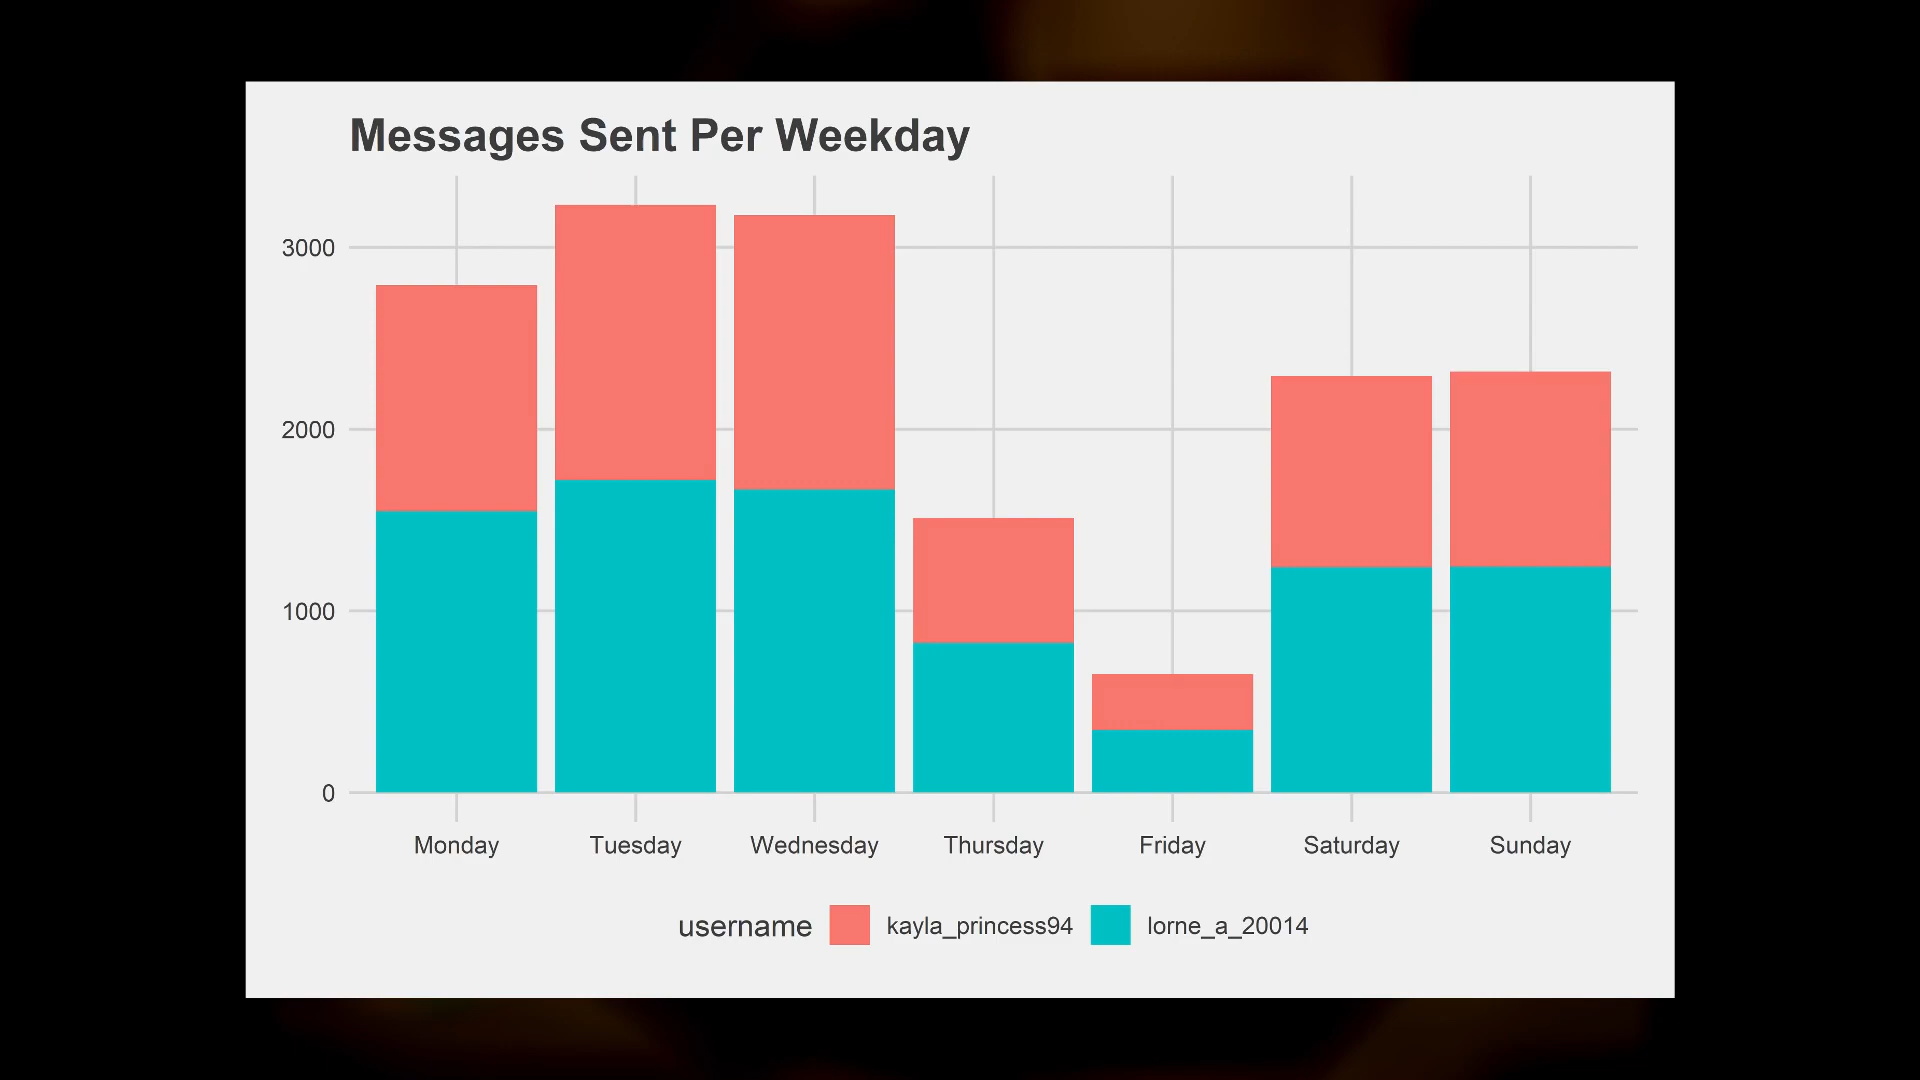 Messages Sent Per Weekday
3000
2000
1000
0
Monday Tuesday Wednesday Thursday Friday Saturday Sunday
username kayla_princess94 lorne_a_20014